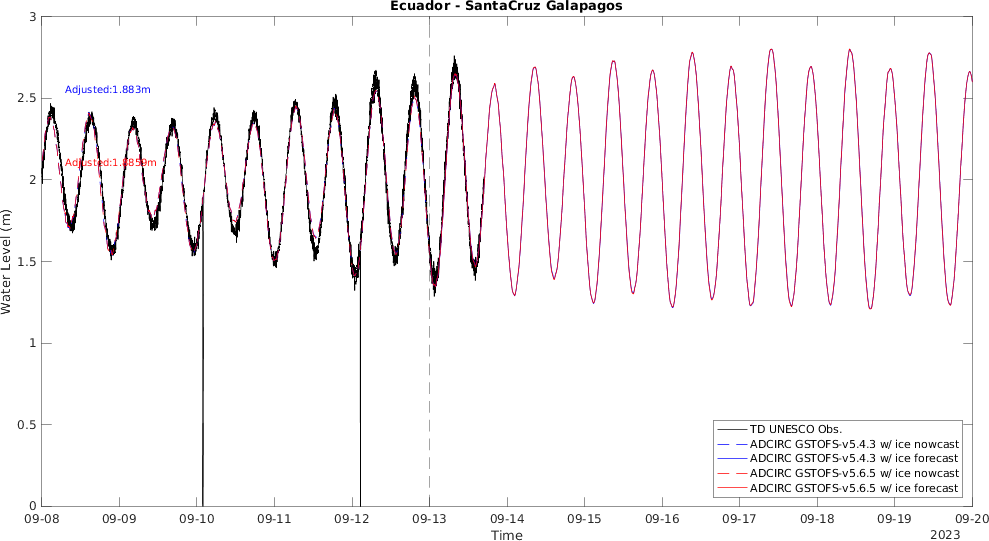 Ecuador - SantaCruz Galapagos
3
2.5
2
1.5
1
0.5
0
Water Level (m)
Adjusted:1.883m
Adjusted:1.8859m
TD UNESCO Obs.
ADCIRC GSTOFS-v5.4.3 w/ ice nowcast
ADCIRC GSTOFS-v5.4.3 w/ ice forecast
ADCIRC GSTOFS-v5.6.5 w/ ice nowcast
ADCIRC GSTOFS-v5.6.5 w/ ice forecast
09-08 09-09 09-10 09-11 09-12 09-13 09-14 09-15 09-16 09-17 09-18 09-19 09-20
Time
2023